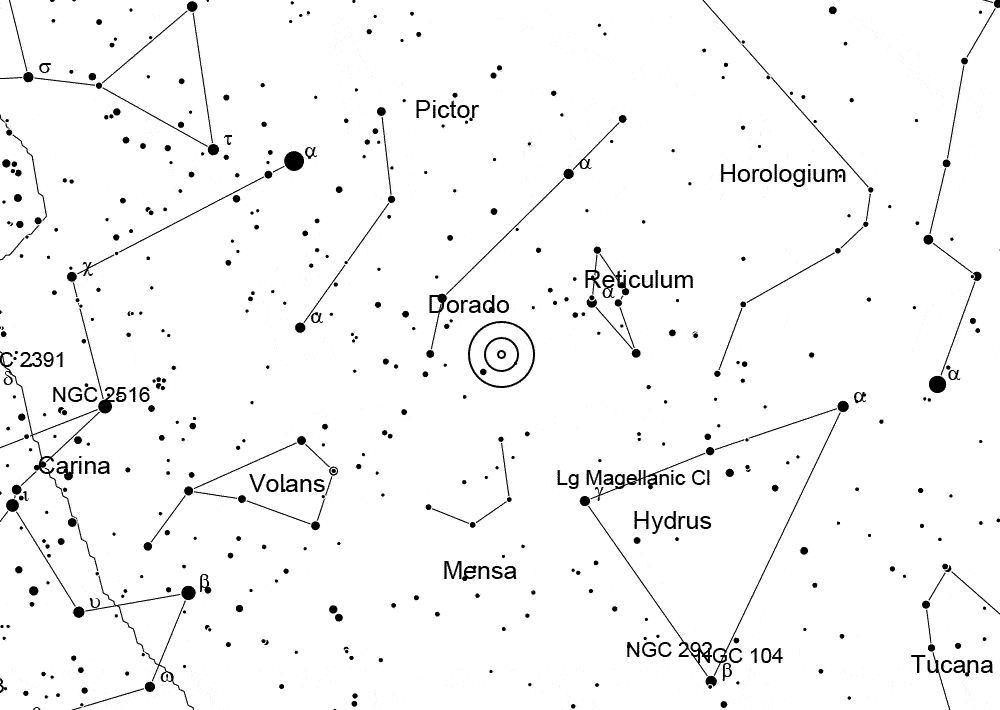 σ
Pictor
τ
α
α
Horologium
χ
Reticulum
α
Dorado
α
C 2391
δ
α
NGC 2516
α
Carina
Volans
Lg Magellanic Cl
γ
ι
Hydrus
Mensa
β
υ
NGC 292
NGC 104
Tucana
β
ω